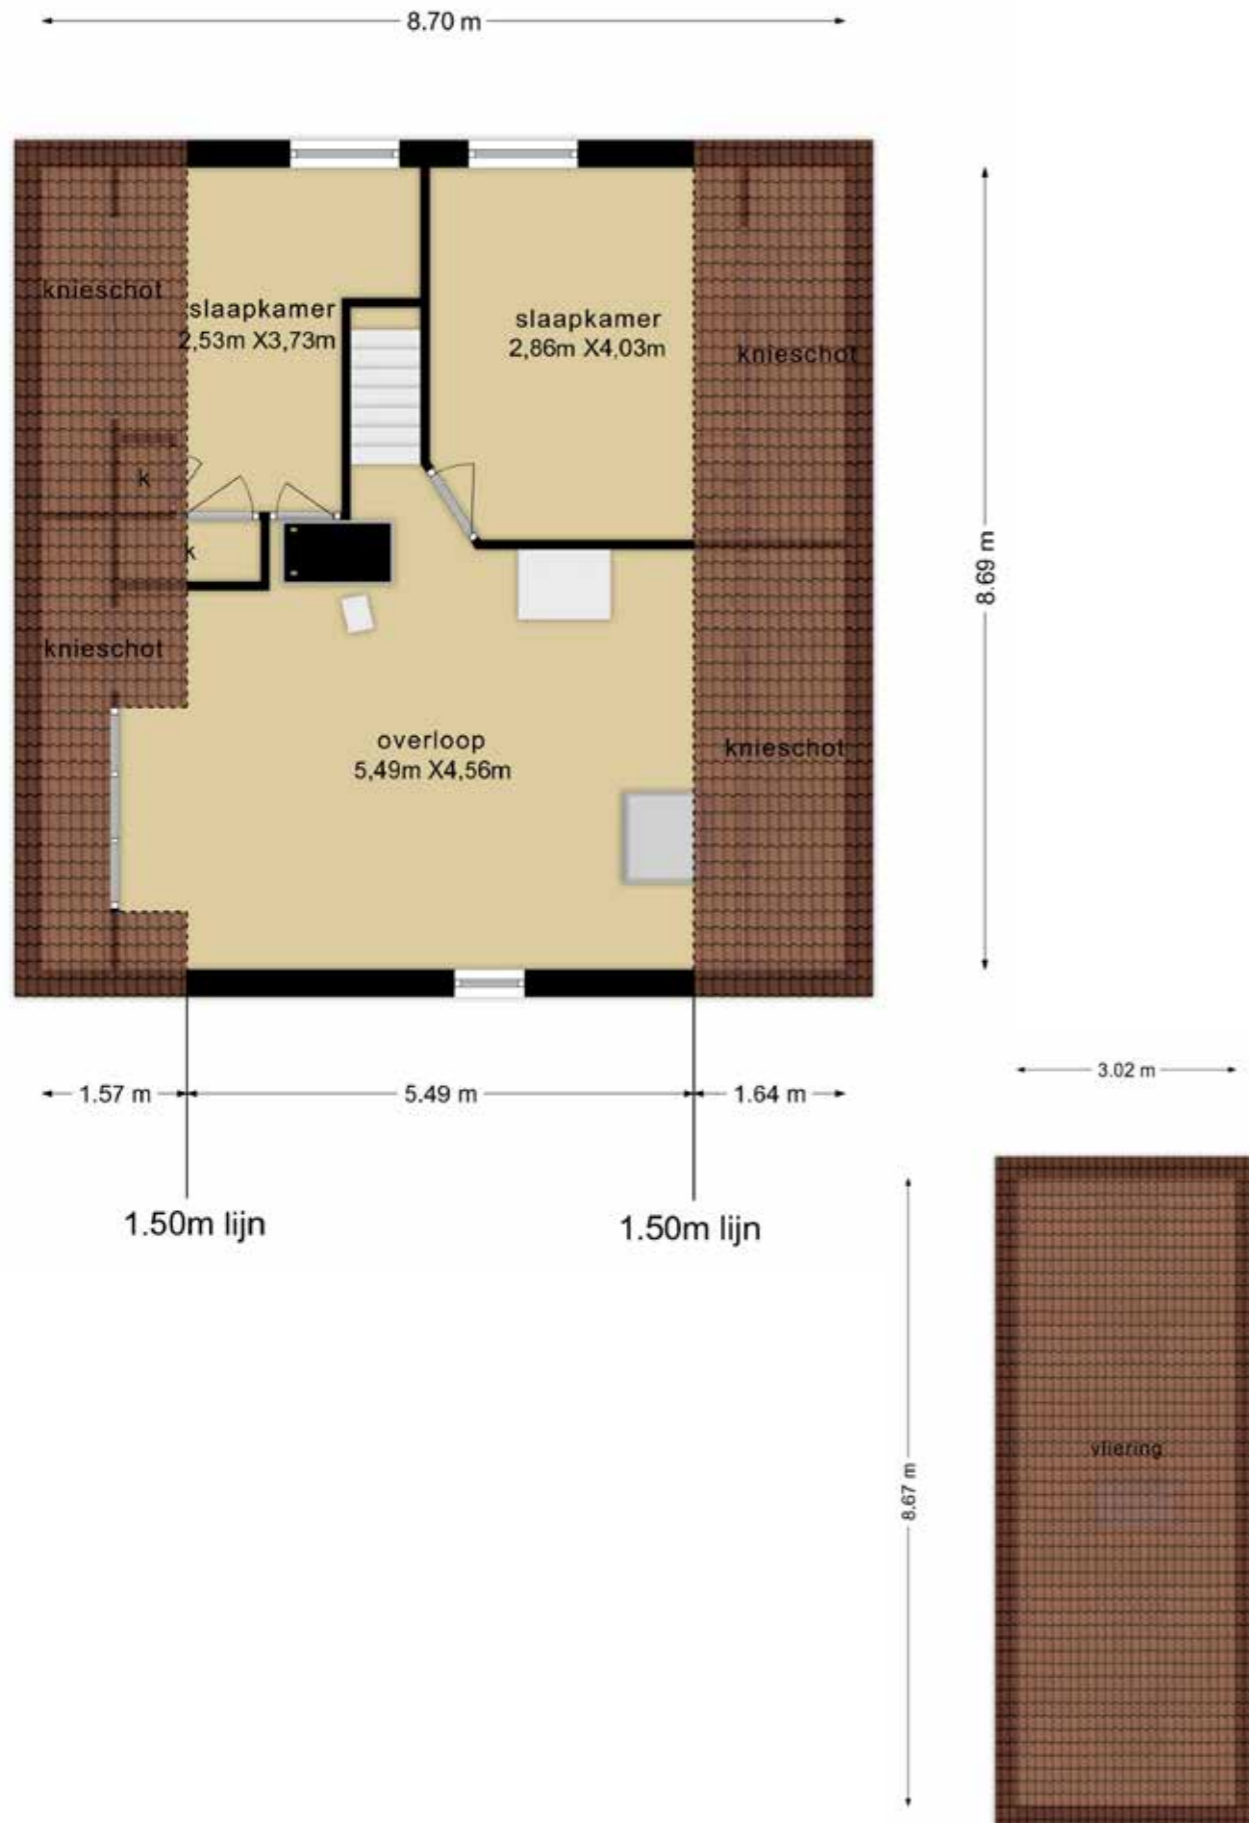 8.70 m
knieschot
slaapkamer
2,53m X3,73m
slaapkamer
2,86m X4,03m
knieschot
k
k
8.69 m
knieschot
overloop
5,49m X4,56m
knieschot
1.57 m
5.49 m
1.64 m
1.50m lijn
1.50m lijn
3.02 m
8.67 m
vliering